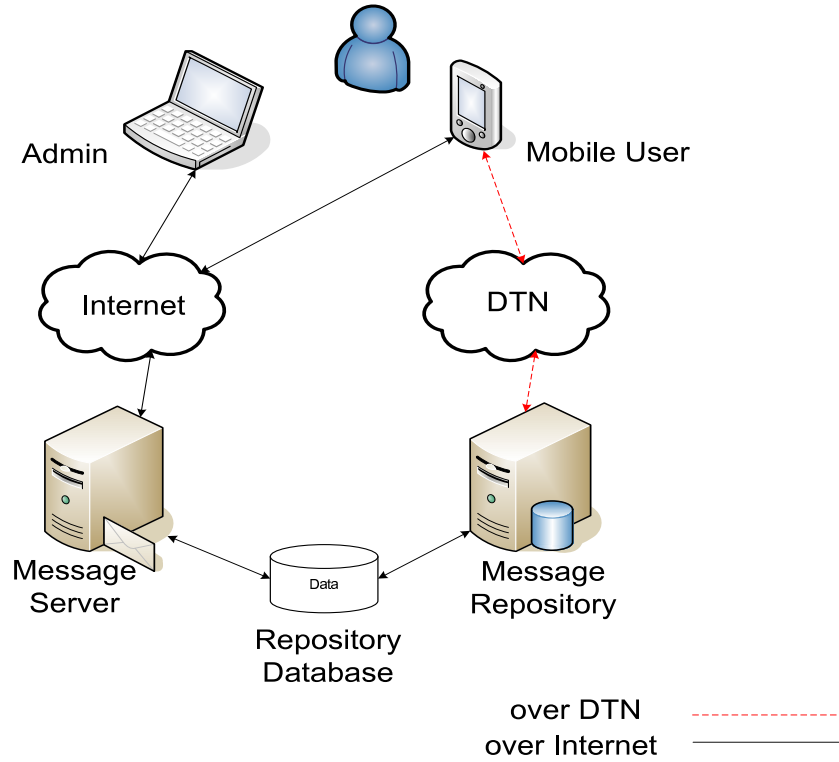 Admin
Mobile User
Internet
DTN
Message
Server
Data
Repository
Database
Message
Repository
over DTN
over Internet